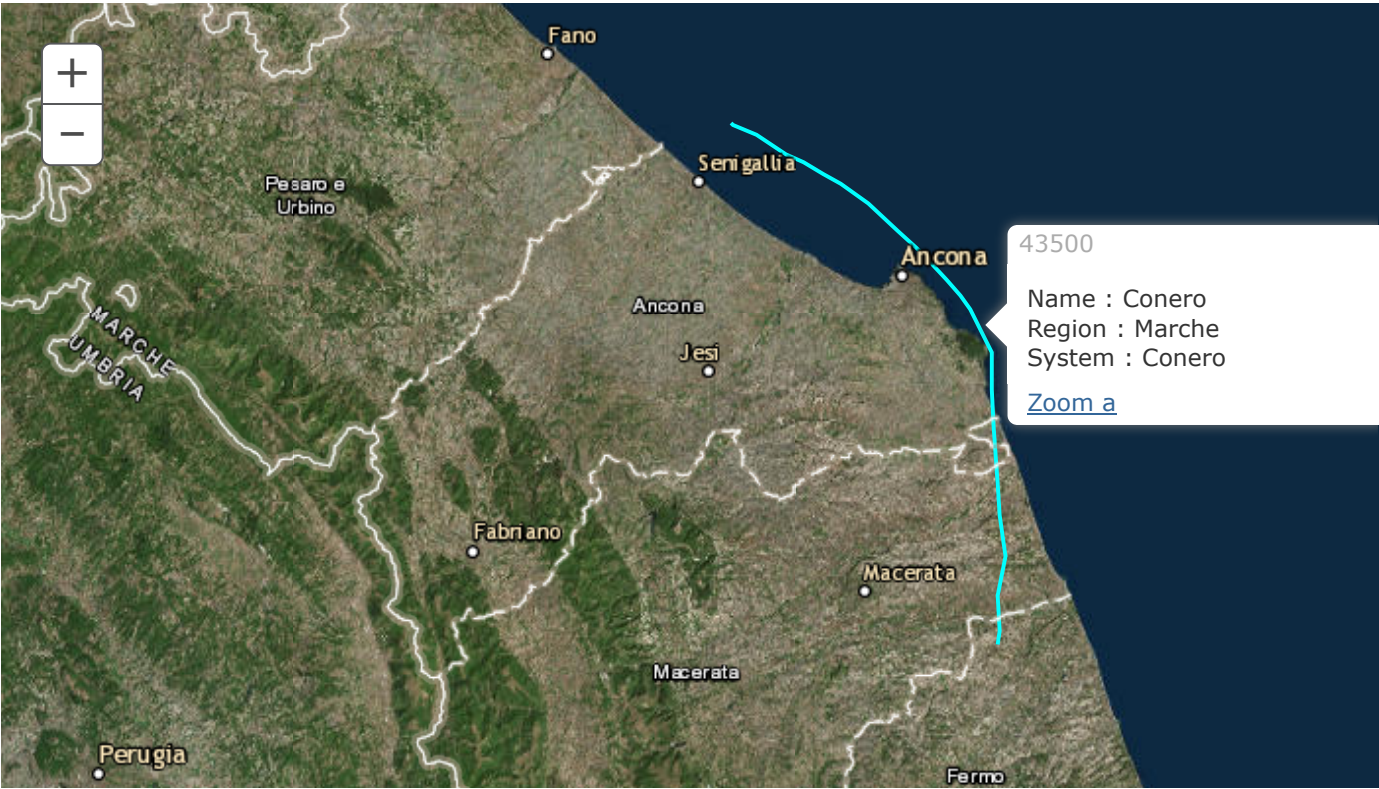 Fano
+
−
Senigallia
Pesaro e
Urbino
43500
Ancona
Name : Conero
Region : Marche
System : Conero
Zoom a
Ancona
Jesi
MARCHE
UMBRIA
Fabriano
Macerata
Macerata
Perugia
Fermo